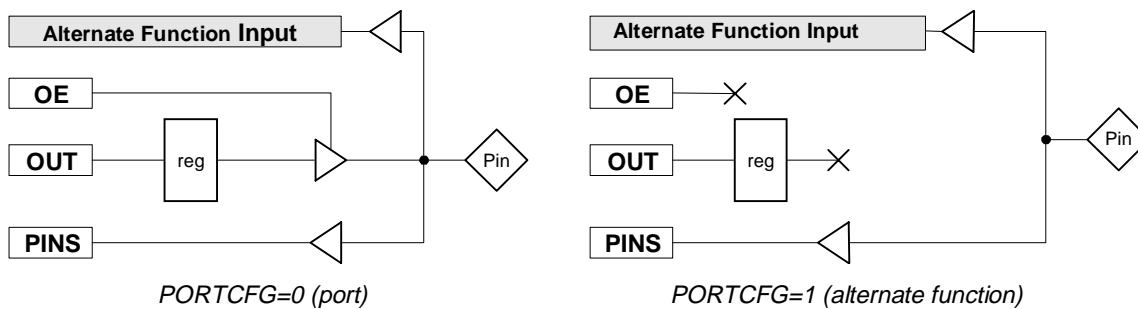 Alternate Function Input
OE
OUT
reg
Pin
PINS
PORTCFG=0 (port)
Alternate Function Input
OE
OUT
reg
Pin
PINS
PORTCFG=1 (alternate function)